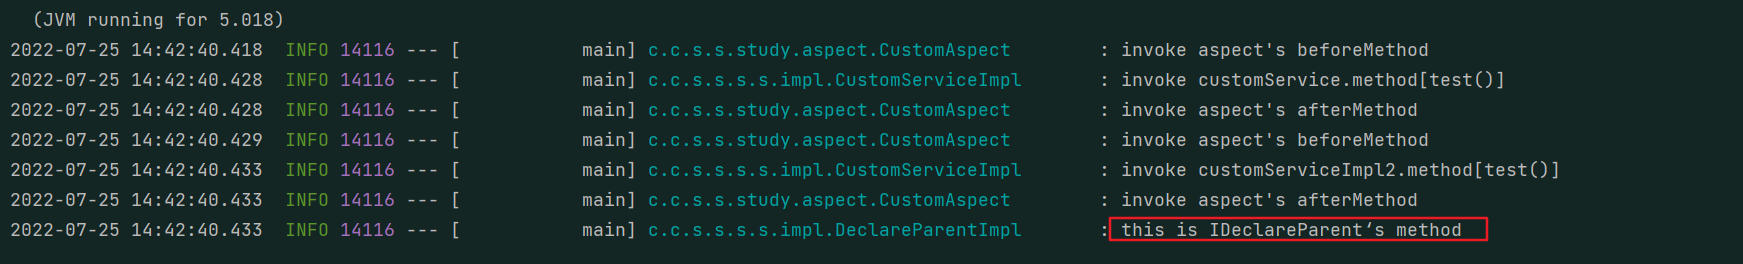 (JVM running for 5.018)
2022-07-25 14:42:40.418  INFO 14116 --- [           main] c.c.s.s.study.aspect.CustomAspect        : invoke aspect's beforeMethod
2022-07-25 14:42:40.428  INFO 14116 --- [           main] c.c.s.s.s.s.impl.CustomServiceImpl       : invoke customService.method[test()]
2022-07-25 14:42:40.428  INFO 14116 --- [           main] c.c.s.s.study.aspect.CustomAspect        : invoke aspect's afterMethod
2022-07-25 14:42:40.429  INFO 14116 --- [           main] c.c.s.s.study.aspect.CustomAspect        : invoke aspect's beforeMethod
2022-07-25 14:42:40.433  INFO 14116 --- [           main] c.c.s.s.s.s.impl.CustomServiceImpl       : invoke customServiceImpl2.method[test()]
2022-07-25 14:42:40.433  INFO 14116 --- [           main] c.c.s.s.study.aspect.CustomAspect        : invoke aspect's afterMethod
2022-07-25 14:42:40.433  INFO 14116 --- [           main] c.c.s.s.s.s.impl.DeclareParentImpl       : this is IDeclareParent‘s method